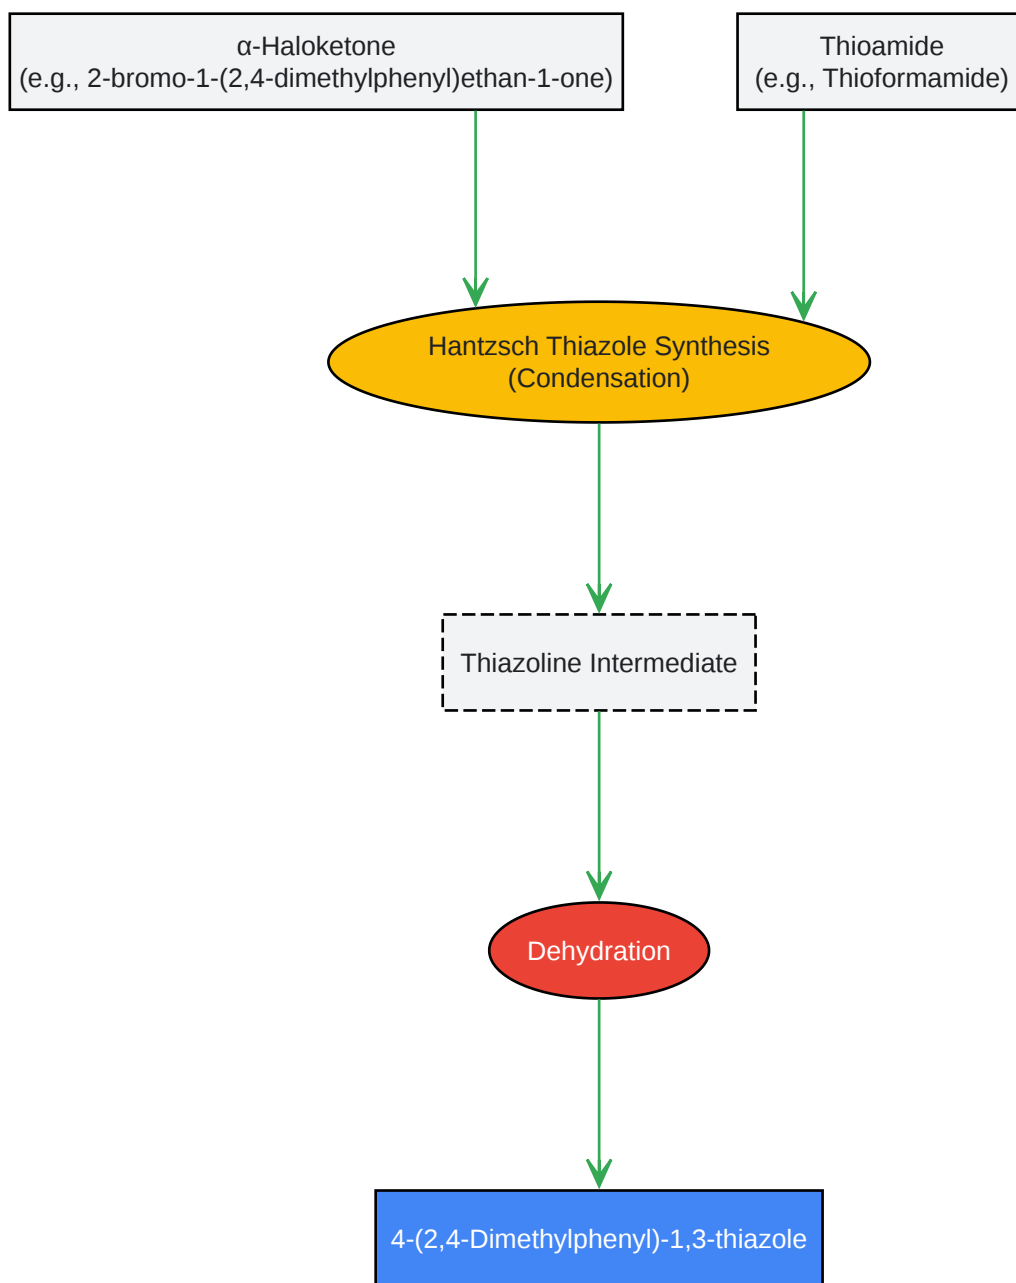 α-Haloketone
(e.g., 2-bromo-1-(2,4-dimethylphenyl)ethan-1-one)
Thioamide
(e.g., Thioformamide)
Hantzsch Thiazole Synthesis
(Condensation)
Thiazoline Intermediate
Dehydration
4-(2,4-Dimethylphenyl)-1,3-thiazole